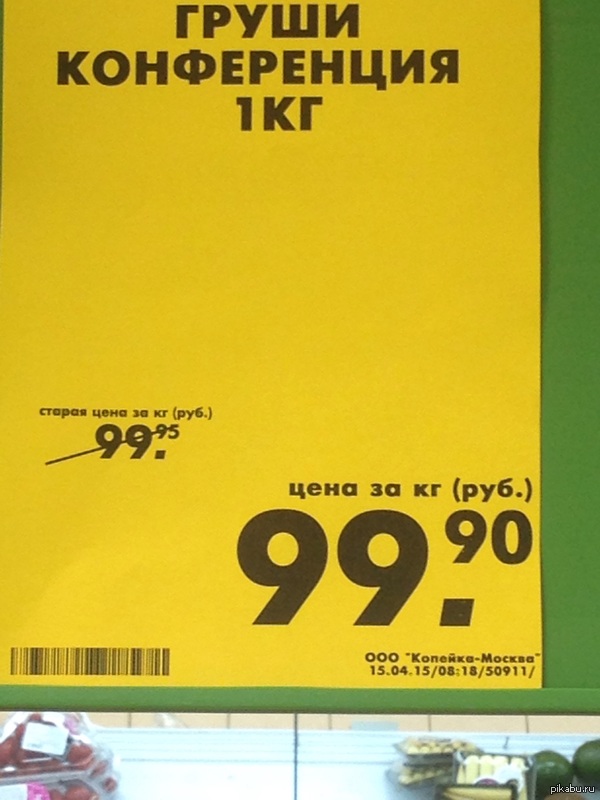 ГРУШИ
КОНФЕРЕНЦИЯ
1КГ
старая цена за кг (руб.)
99.95
цена за кг (руб.)
99.90
ООО "Копейка-Москва"
15.04.15/08:18/50911/
pikabu.ru